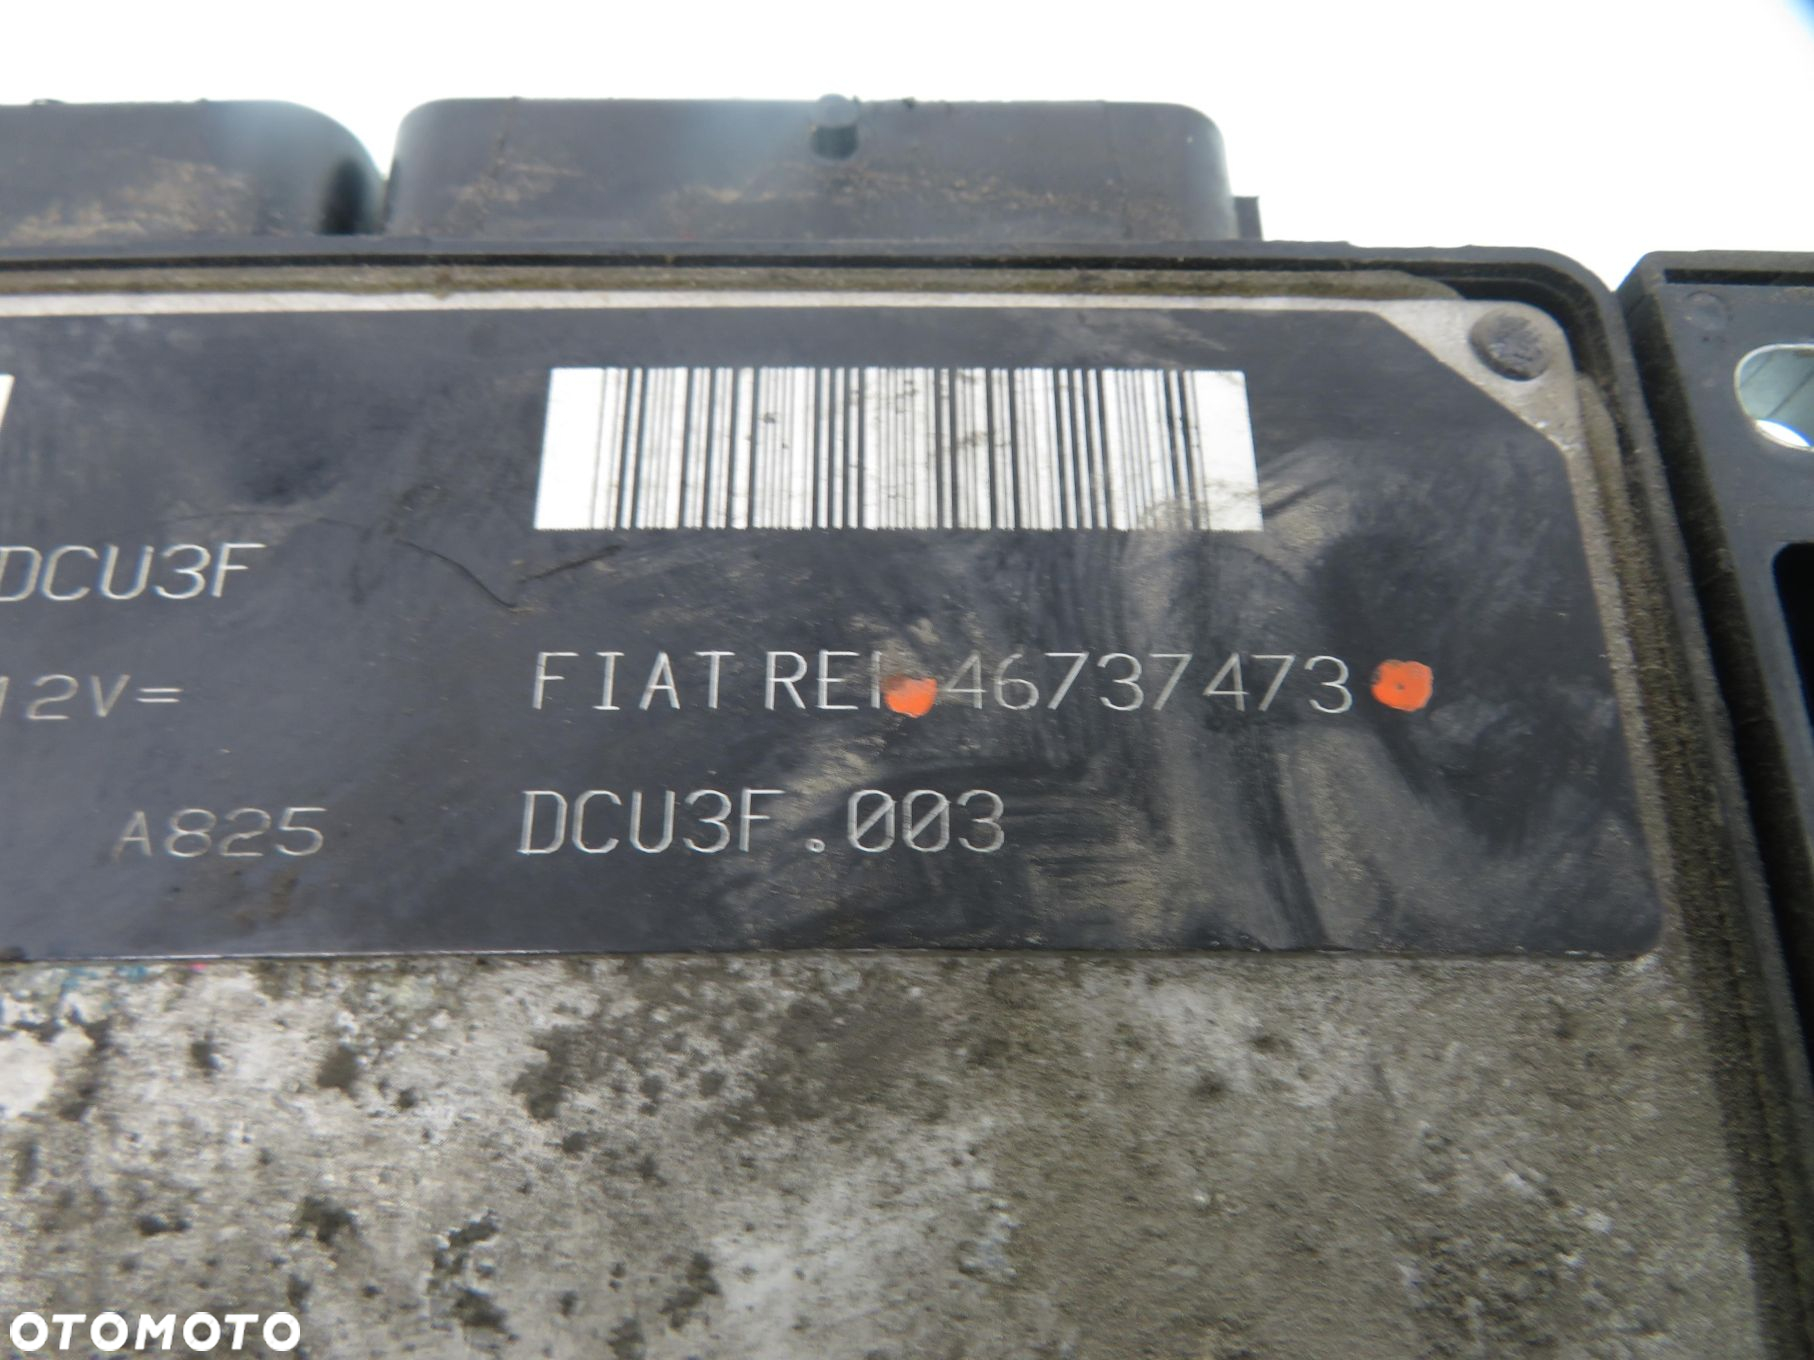 DCU3F
12V=
FIAT REF 46737473
A825 DCU3F.003
OTOMOTO